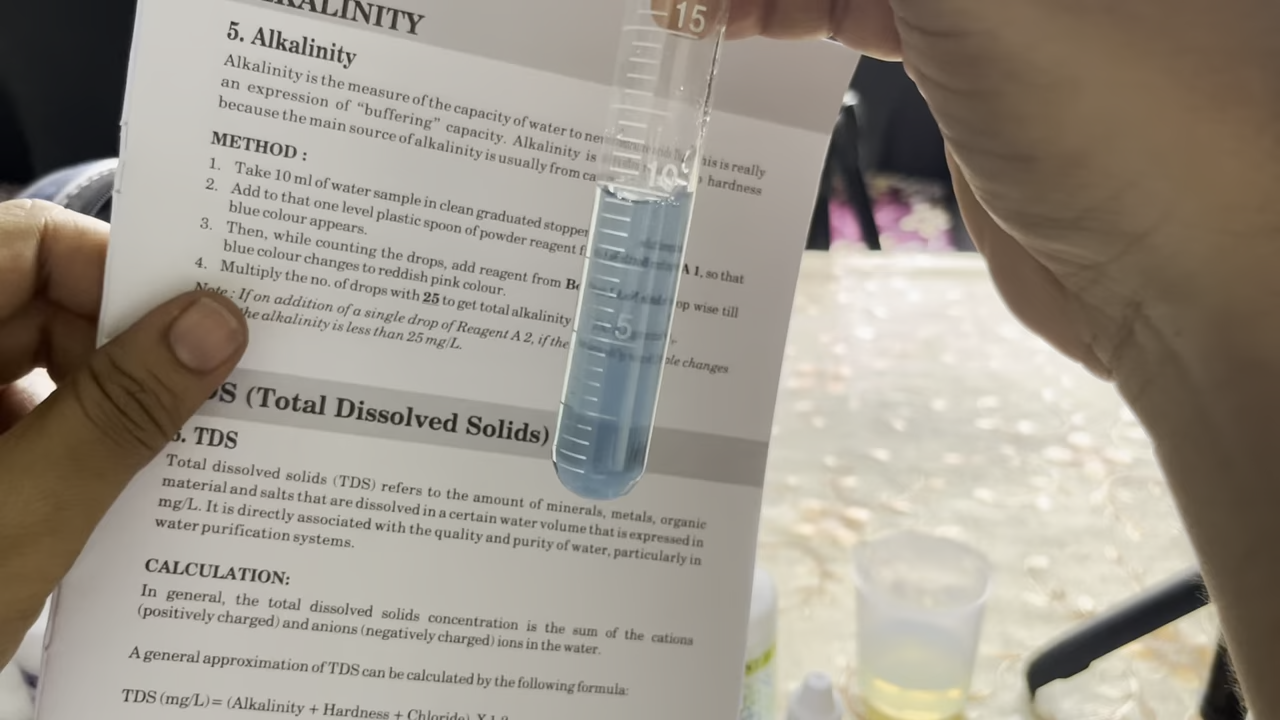 ALKALINITY
5. Alkalinity
Alkalinity is the measure of the capacity of water to his is really
an expression of "buffering" capacity. Alkalinity is hardness
because the main source of alkalinity is usually from
METHOD :
1. Take 10 ml of water sample in clean graduated
2. Add to that one level plastic spoon of powder reagent A 1, so that
blue colour appears.
3. Then, while counting the drops, add reagent from wise till
blue colour changes to reddish pink colour.
4. Multiply the no. of drops with 25 to get total alkalinity
Note : If on addition of a single drop of Reagent A 2, if the changes
the alkalinity is less than 25 mg/L.
(Total Dissolved Solids)
TDS
Total dissolved solids (TDS) refers to the amount of minerals, metals, organic
material and salts that are dissolved in a certain water volume that is expressed in
mg/L. It is directly associated with the quality and purity of water, particularly in
water purification systems.
CALCULATION:
In general, the total dissolved solids concentration is the sum of the cations
(positively charged) and anions (negatively charged) ions in the water.
A general approximation of TDS can be calculated by the following formula:
TDS (mg/L)= (Alkalinity + Hardness + Chloride) X
15
10
5